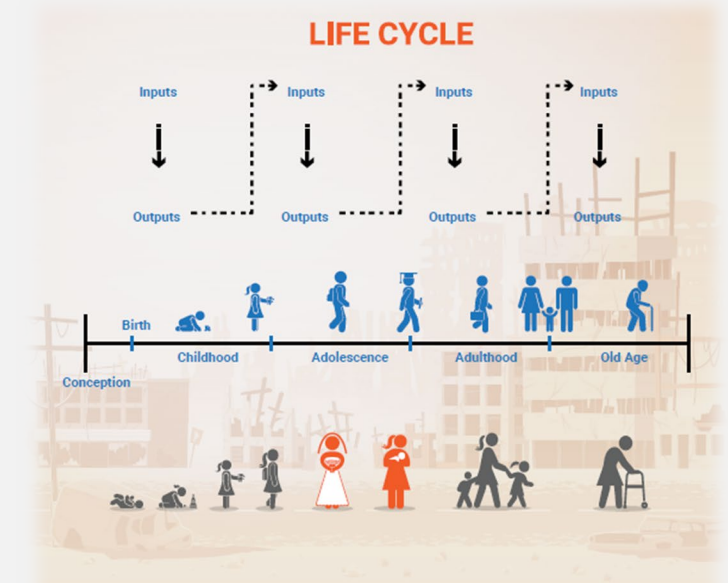 LIFE CYCLE
Inputs Inputs Inputs Inputs
Outputs Outputs Outputs Outputs
Birth
Childhood Adolescence Adulthood Old Age
Conception